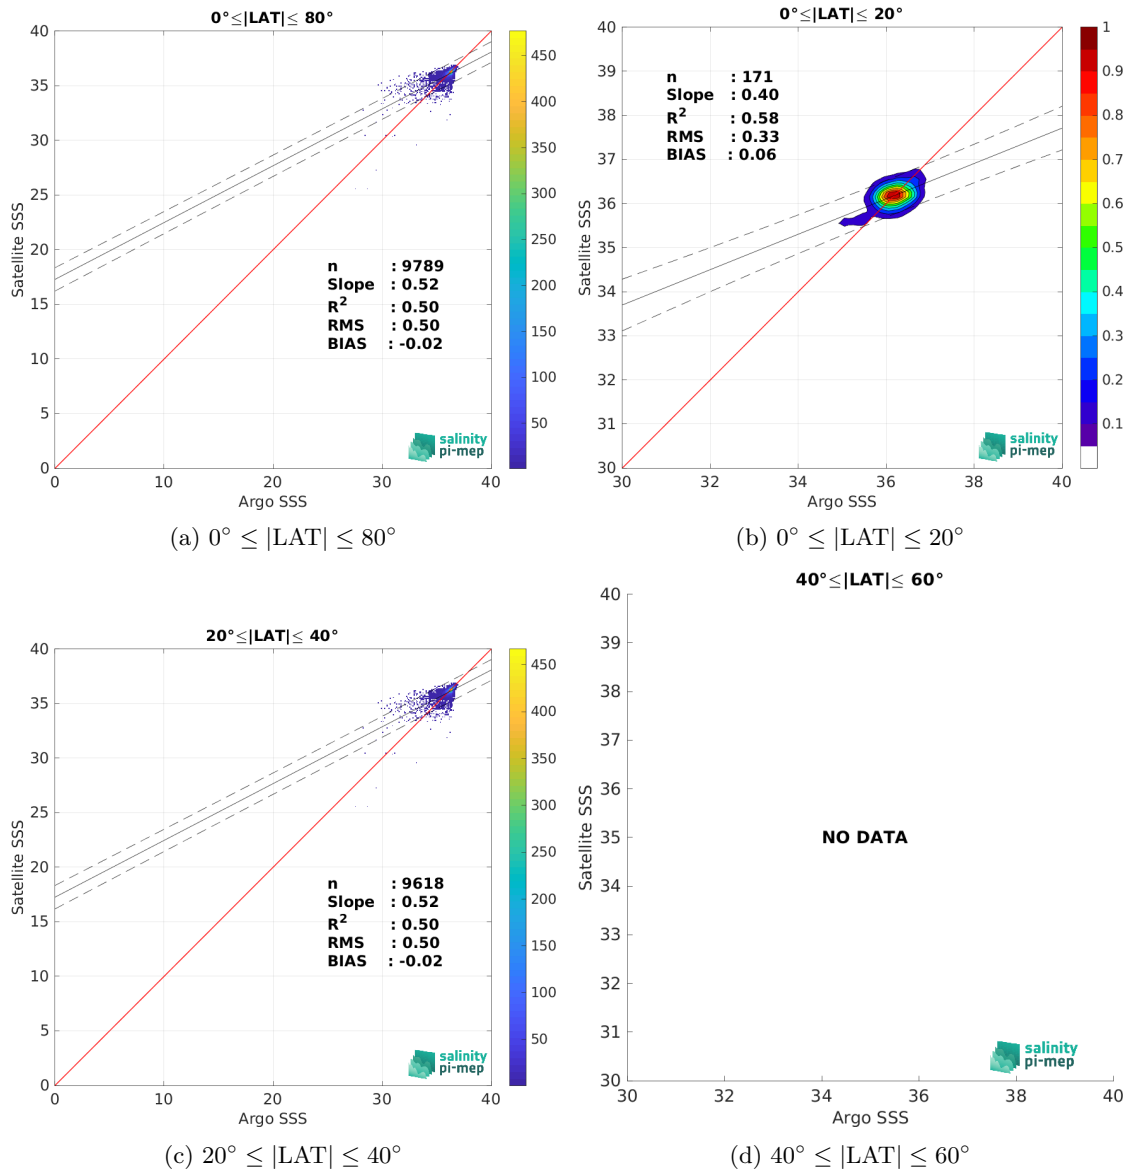 0°≤|LAT|≤ 80°
40
35
30
25
20
15
10
5
0
Satellite SSS
n : 9789
Slope : 0.52
R2 : 0.50
RMS : 0.50
BIAS : -0.02
salinity
pi-mep
0 10 20 30 40
Argo SSS
450
400
350
300
250
200
150
100
50
(a) 0° ≤ |LAT| ≤ 80°
0°≤|LAT|≤ 20°
40
39
38
37
36
35
34
33
32
31
30
Satellite SSS
n : 171
Slope : 0.40
R2 : 0.58
RMS : 0.33
BIAS : 0.06
salinity
pi-mep
30 32 34 36 38 40
Argo SSS
1
0.9
0.8
0.7
0.6
0.5
0.4
0.3
0.2
0.1
(b) 0° ≤ |LAT| ≤ 20°
20°≤|LAT|≤ 40°
40
35
30
25
20
15
10
5
0
Satellite SSS
n : 9618
Slope : 0.52
R2 : 0.50
RMS : 0.50
BIAS : -0.02
salinity
pi-mep
0 10 20 30 40
Argo SSS
450
400
350
300
250
200
150
100
50
(c) 20° ≤ |LAT| ≤ 40°
40°≤|LAT|≤ 60°
40
39
38
37
36
35
34
33
32
31
30
Satellite SSS
NO DATA
salinity
pi-mep
30 32 34 36 38 40
Argo SSS
(d) 40° ≤ |LAT| ≤ 60°